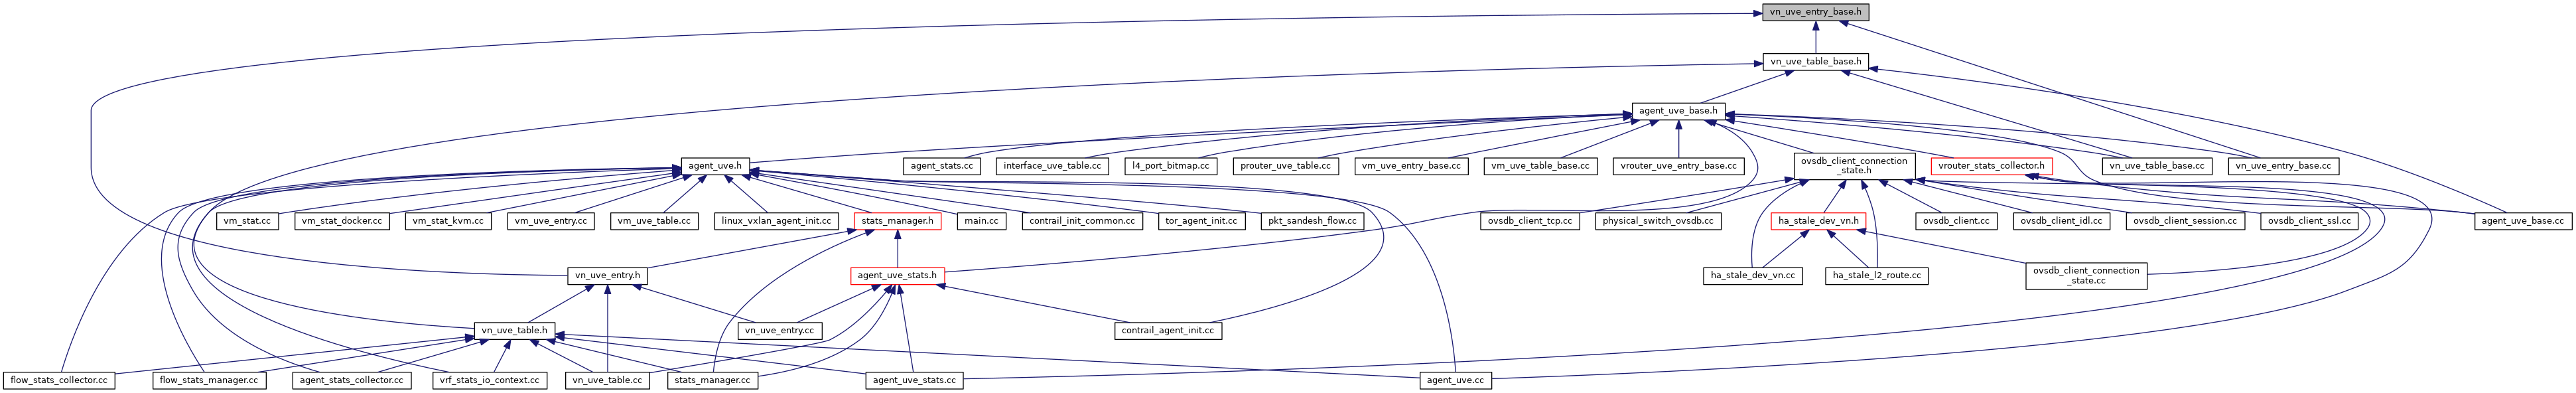 vn_uve_entry_base.h
vn_uve_table_base.h
agent_uve_base.h
agent_uve.h
agent_stats.cc
interface_uve_table.cc
l4_port_bitmap.cc
prouter_uve_table.cc
vm_uve_entry_base.cc
vm_uve_table_base.cc
vrouter_uve_entry_base.cc
ovsdb_client_connection
_state.h
vrouter_stats_collector.h
vn_uve_table_base.cc
vn_uve_entry_base.cc
vm_stat.cc
vm_stat_docker.cc
vm_stat_kvm.cc
vm_uve_entry.cc
vm_uve_table.cc
linux_vxlan_agent_init.cc
stats_manager.h
main.cc
contrail_init_common.cc
tor_agent_init.cc
pkt_sandesh_flow.cc
ovsdb_client_tcp.cc
physical_switch_ovsdb.cc
ha_stale_dev_vn.h
ovsdb_client.cc
ovsdb_client_idl.cc
ovsdb_client_session.cc
ovsdb_client_ssl.cc
agent_uve_base.cc
vn_uve_entry.h
agent_uve_stats.h
ha_stale_dev_vn.cc
ha_stale_l2_route.cc
ovsdb_client_connection
_state.cc
vn_uve_table.h
vn_uve_entry.cc
contrail_agent_init.cc
flow_stats_collector.cc
flow_stats_manager.cc
agent_stats_collector.cc
vrf_stats_io_context.cc
vn_uve_table.cc
stats_manager.cc
agent_uve_stats.cc
agent_uve.cc